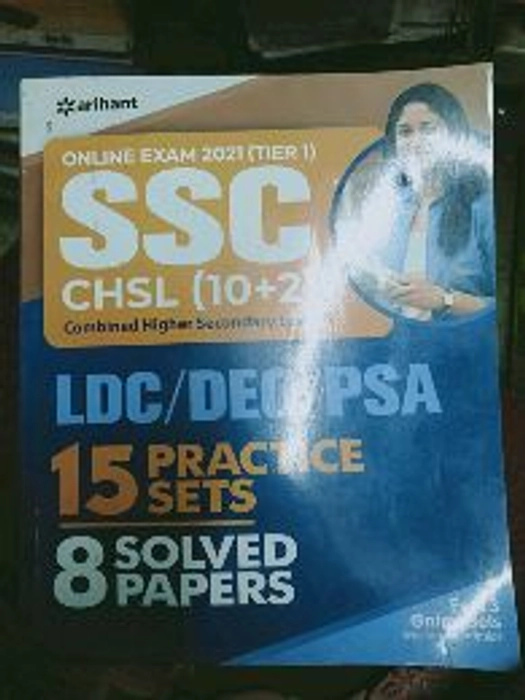 arihant
ONLINE EXAM 2021 (TIER 1)
SSC
CHSL (10+2
Combined Higher Secondary
LDC/DEO/PSA
15 PRACTICE
SETS
8 SOLVED
PAPERS